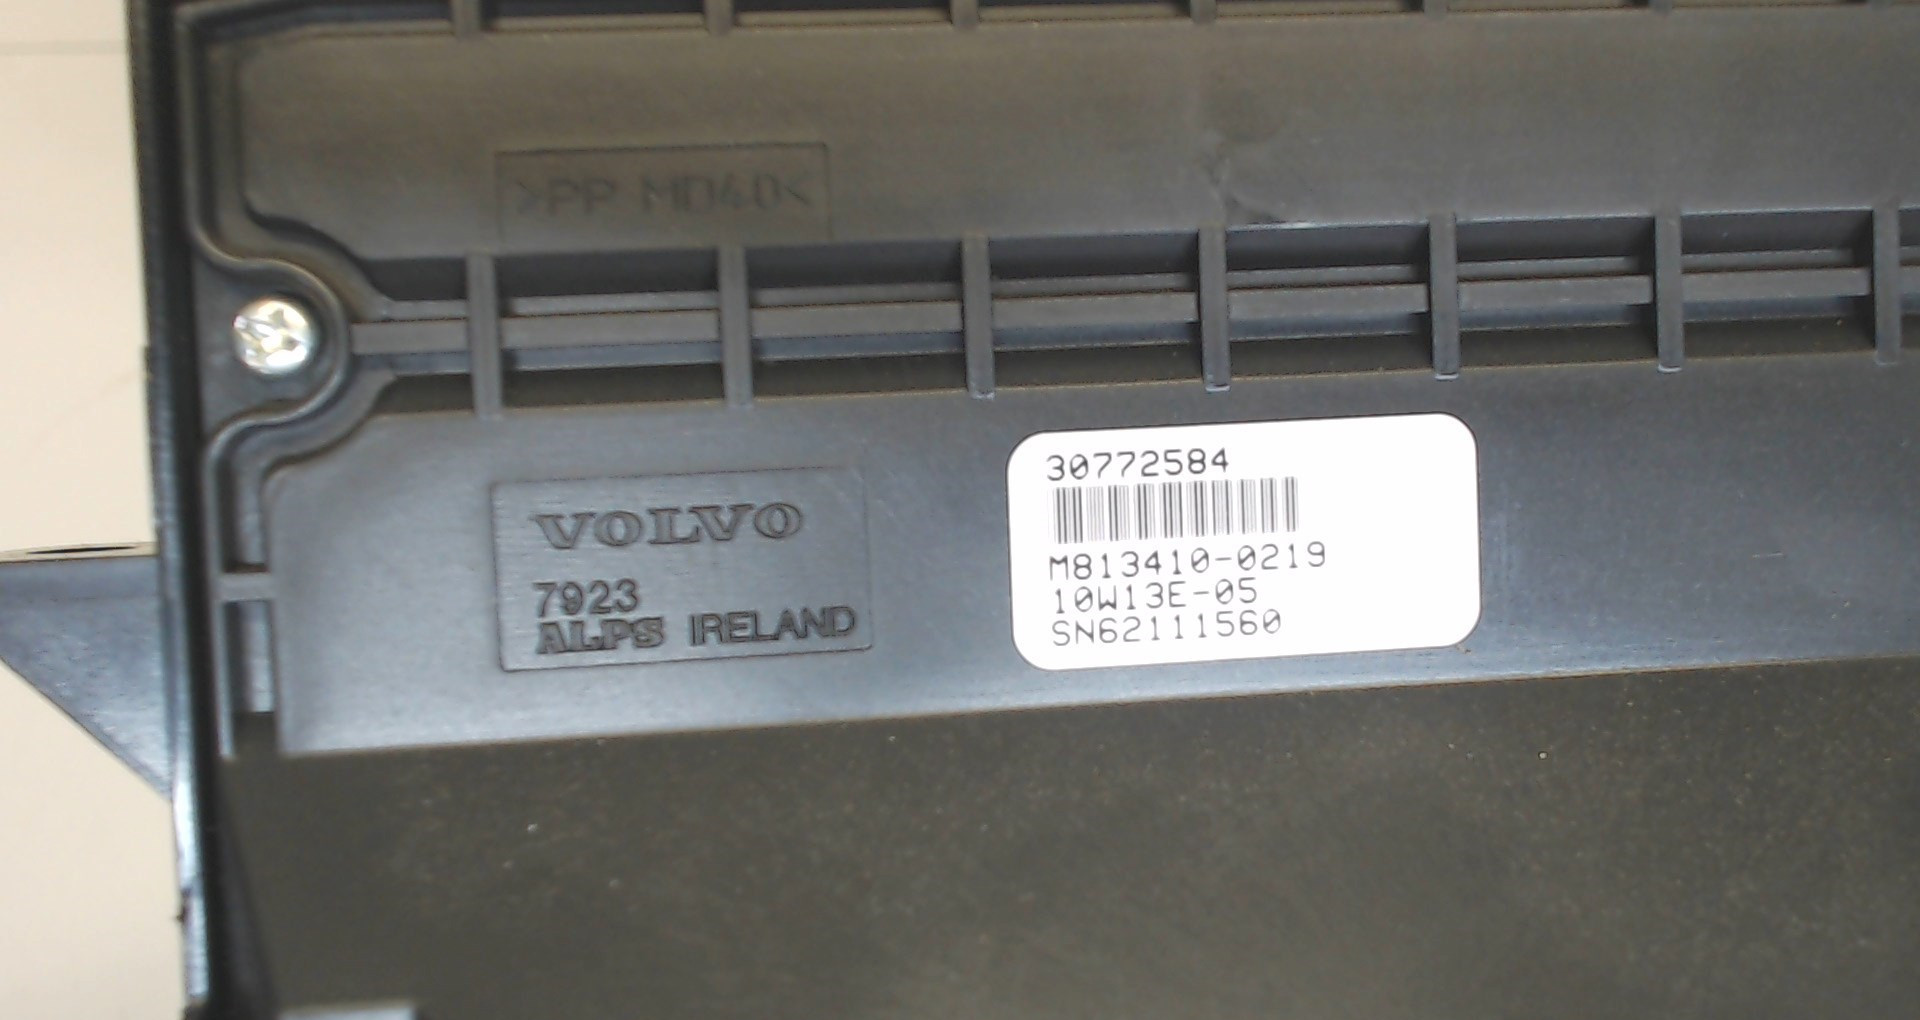 >PP MD40<
VOLVO
7923
ALPS IRELAND
30772584
M813410-0219
10W13E-05
SN62111560